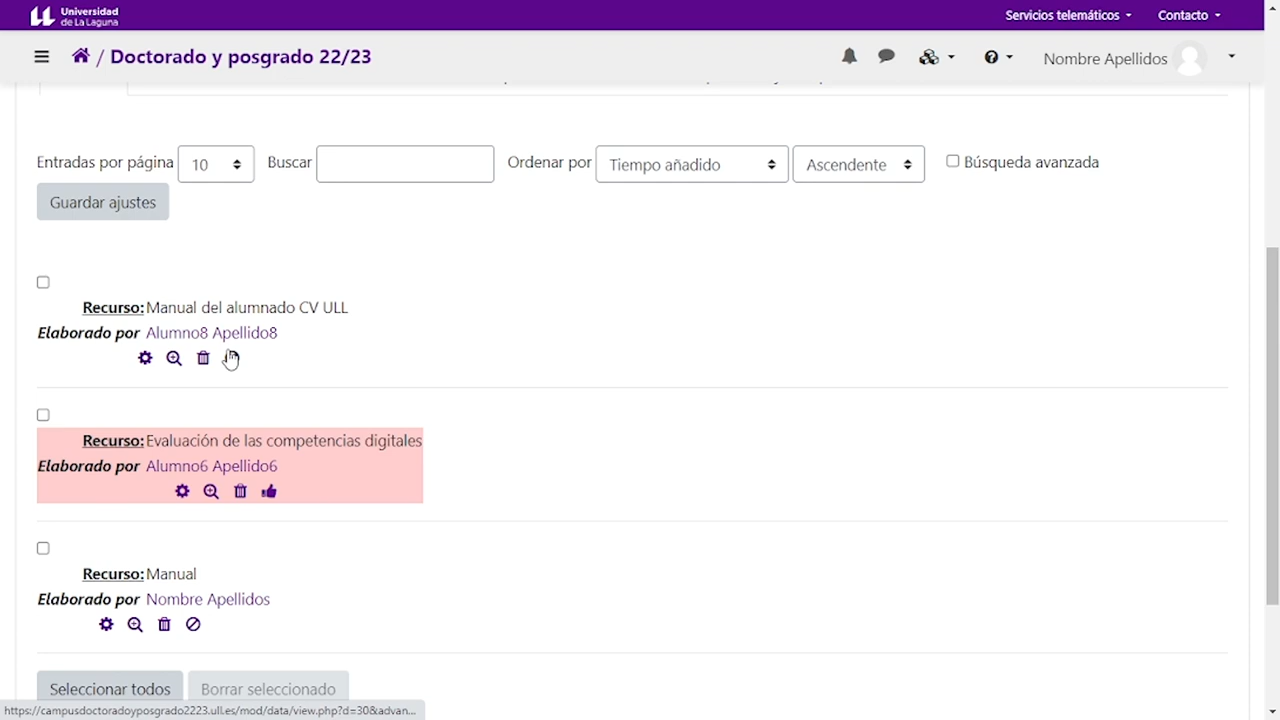 Universidad
de La Laguna
Servicios telemáticos
Contacto
/ Doctorado y posgrado 22/23
Nombre Apellidos
Entradas por página 10 Buscar Ordenar por Tiempo añadido Ascendente Búsqueda avanzada
Guardar ajustes
Recurso: Manual del alumnado CV ULL
Elaborado por Alumno8 Apellido8
Recurso: Evaluación de las competencias digitales
Elaborado por Alumno6 Apellido6
Recurso: Manual
Elaborado por Nombre Apellidos
Seleccionar todos Borrar seleccionado
https://campusdoctoradoyposgrado2223.ull.es/mod/data/view.php?d=30&advan...